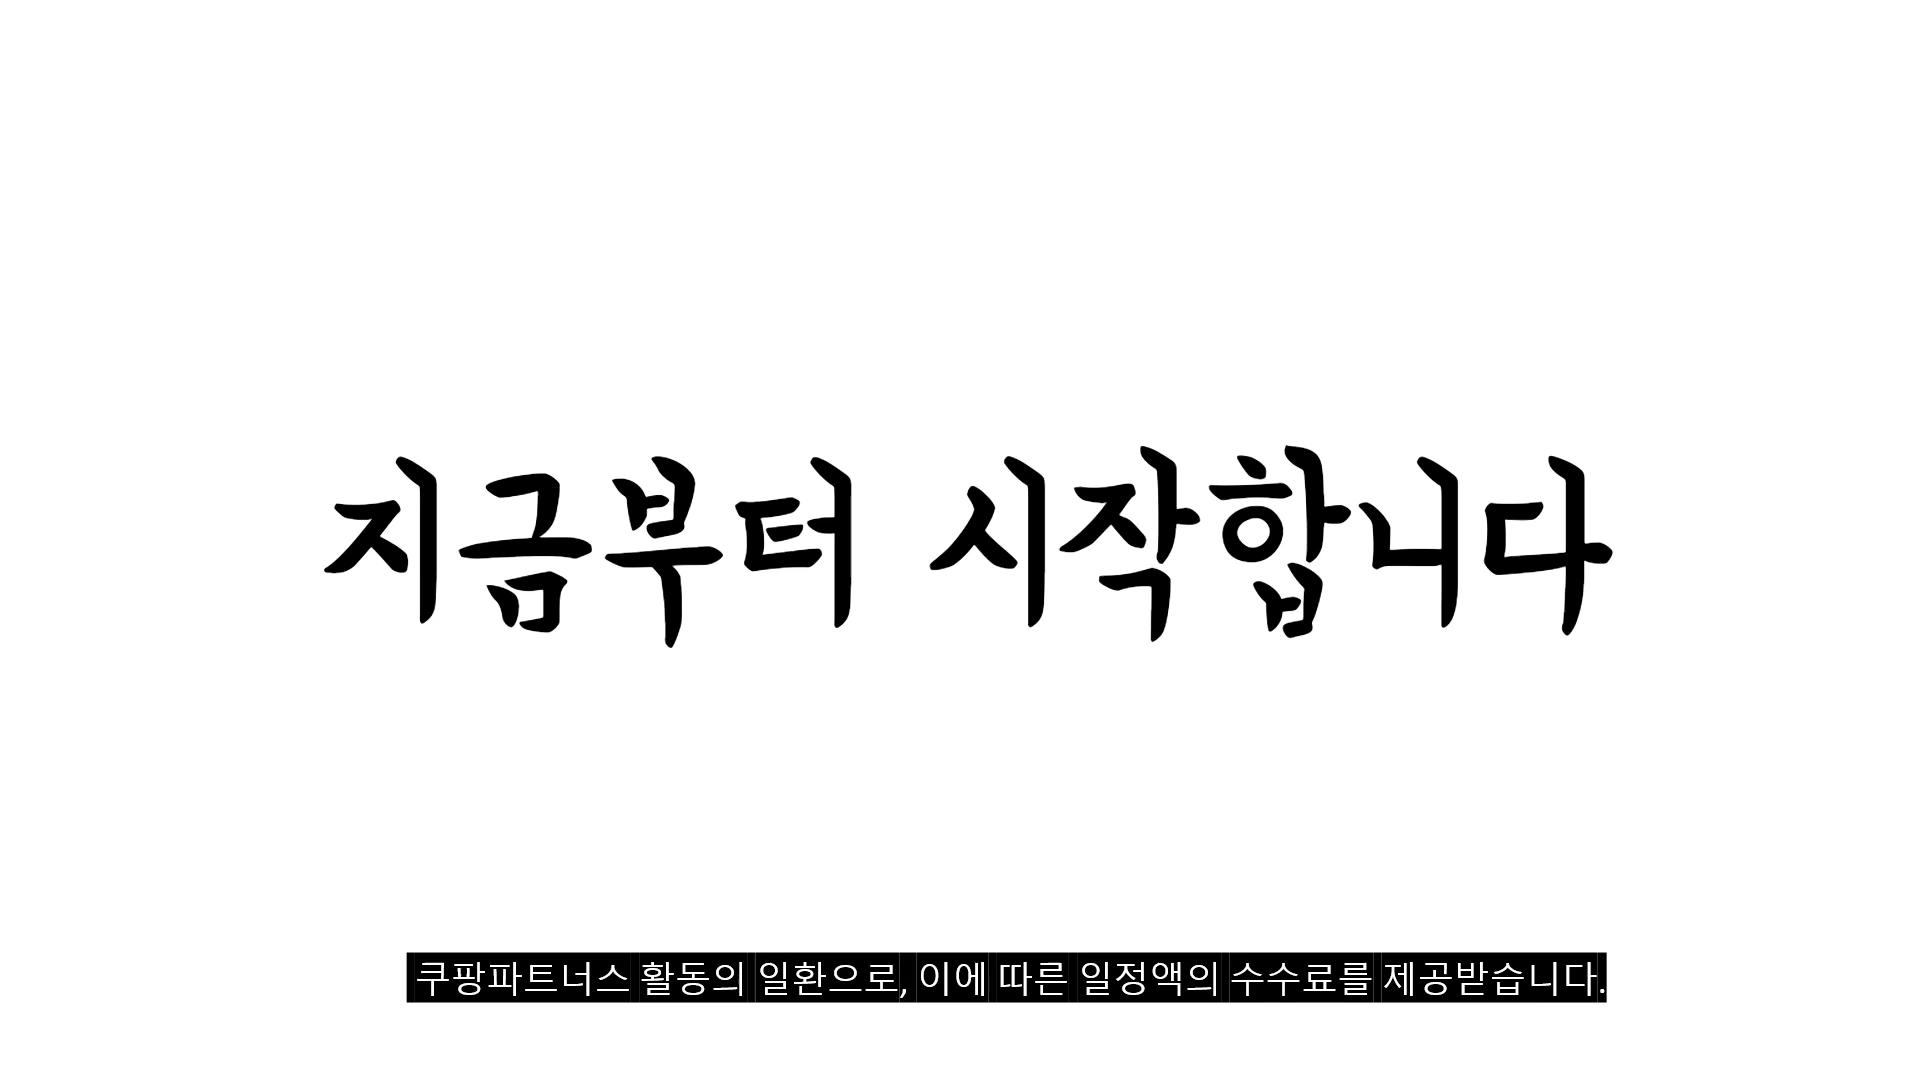 지금부터 시작합니다
쿠팡파트너스 활동의 일환으로, 이에 따른 일정액의 수수료를 제공받습니다.